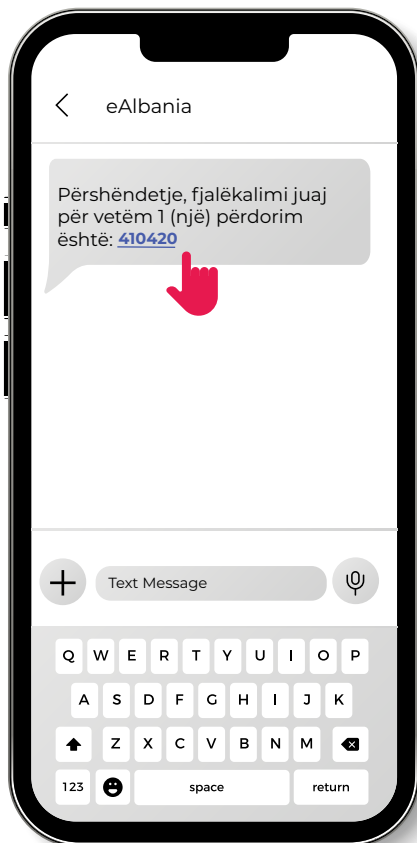 eAlbania
Përshëndetje, fjalëkalimi juaj
për vetëm 1 (një) përdorim
është: 410420
Text Message
Q W E R T Y U I O P
A S D F G H I J K
Z X C V B N M
123 space return